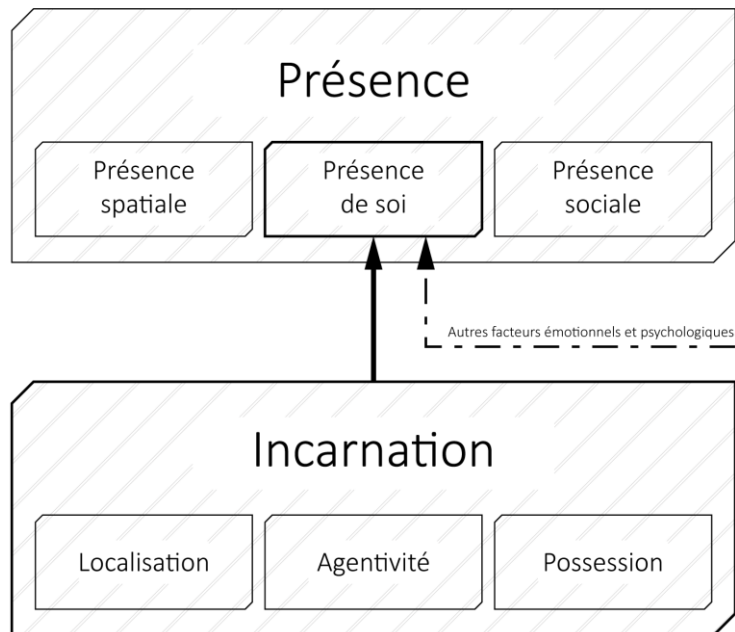 Présence
Présence
spatiale
Présence
de soi
Présence
sociale
Autres facteurs émotionnels et psychologiques
Incarnation
Localisation
Agentivité
Possession